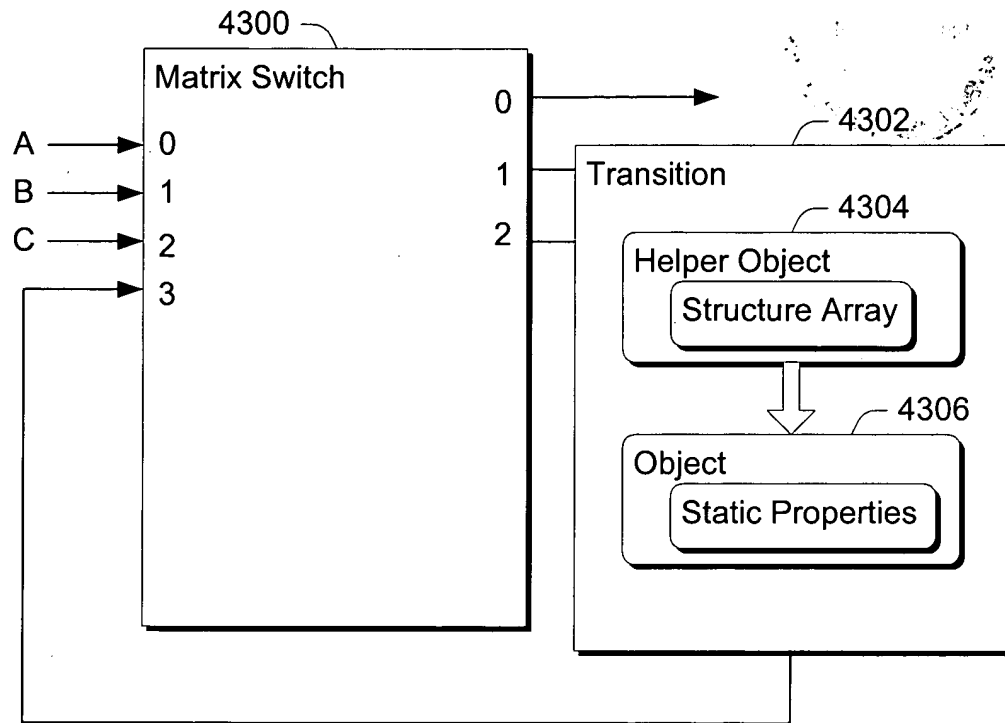 4300
Matrix Switch
0
A
0
4302
B
1
1
Transition
C
2
2
4304
3
Helper Object
Structure Array
4306
Object
Static Properties